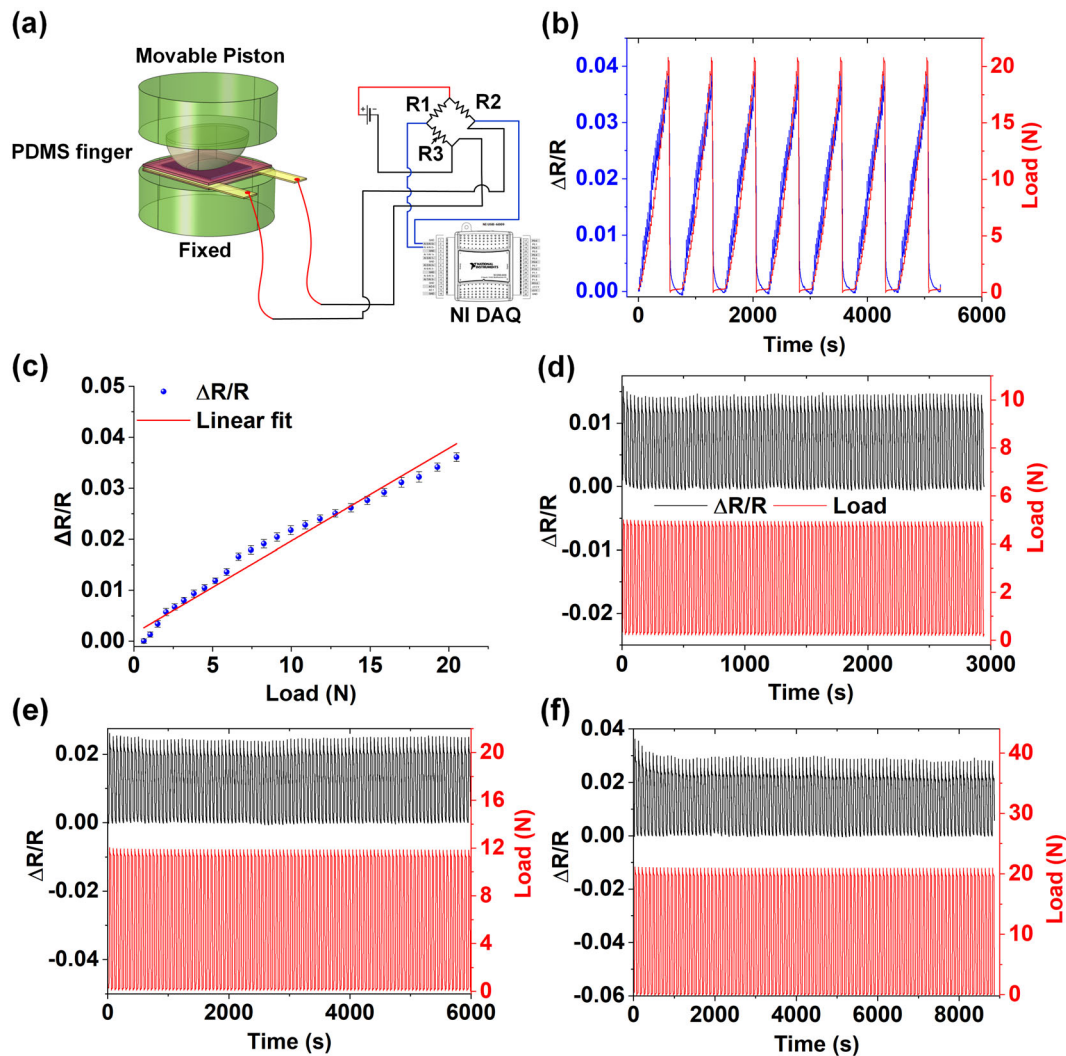 (a)
Movable Piston
PDMS finger
Fixed
+ -
R1
R2
R3
NATIONAL
INSTRUMENTS
NI DAQ
(b)
ΔR/R
0.04
0.03
0.02
0.01
0.00
Load (N)
20
15
10
5
0
0 2000 4000 6000
Time (s)
(c)
ΔR/R
Linear fit
ΔR/R
0.05
0.04
0.03
0.02
0.01
0.00
0 5 10 15 20
Load (N)
(d)
ΔR/R
0.01
0.00
-0.01
-0.02
ΔR/R Load
Load (N)
10
8
6
4
2
0
0 1000 2000 3000
Time (s)
(e)
ΔR/R
0.02
0.00
-0.02
-0.04
Load (N)
20
16
12
8
4
0
0 2000 4000 6000
Time (s)
(f)
ΔR/R
0.04
0.02
0.00
-0.02
-0.04
-0.06
Load (N)
40
30
20
10
0
0 2000 4000 6000 8000
Time (s)